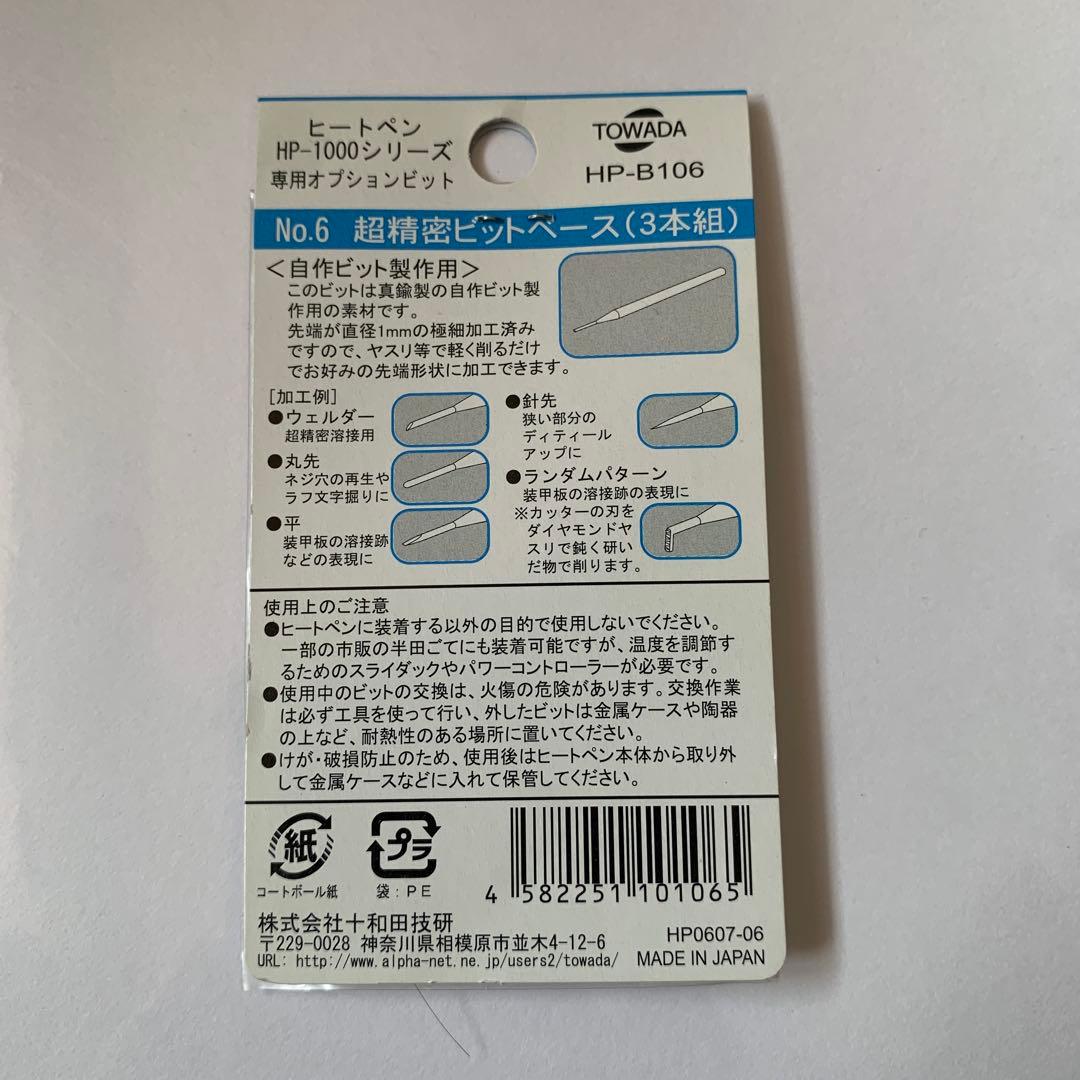 ヒートペン
HP-1000シリーズ
専用オプションビット
TOWADA
HP-B106
No.6 超精密ビットベース(3本組)
＜自作ビット製作用＞
このビットは真鍮製の自作ビット製
作用の素材です。
先端が直径1mmの極細加工済み
ですので、ヤスリ等で軽く削るだけ
でお好みの先端形状に加工できます。
[加工例]
●ウェルダー
超精密溶接用
●丸先
ネジ穴の再生や
ラフ文字掘りに
●平
装甲板の溶接跡
などの表現に
●針先
狭い部分の
ディティール
アップに
●ランダムパターン
装甲板の溶接跡の表現に
※カッターの刃を
ダイヤモンドヤ
スリで鈍く研い
だ物で削ります。
使用上のご注意
●ヒートペンに装着する以外の目的で使用しないでください。
一部の市販の半田ごてにも装着可能ですが、温度を調節す
るためのスライダックやパワーコントローラーが必要です。
●使用中のビットの交換は、火傷の危険があります。交換作業
は必ず工具を使って行い、外したビットは金属ケースや陶器
の上など、耐熱性のある場所に置いてください。
●けが・破損防止のため、使用後はヒートペン本体から取り外
して金属ケースなどに入れて保管してください。
紙
コートボール紙
プラ
袋：PE
4 582251 101065
株式会社十和田技研
〒229-0028 神奈川県相模原市並木4-12-6
URL: http://www.alpha-net.ne.jp/users2/towada/
HP0607-06
MADE IN JAPAN